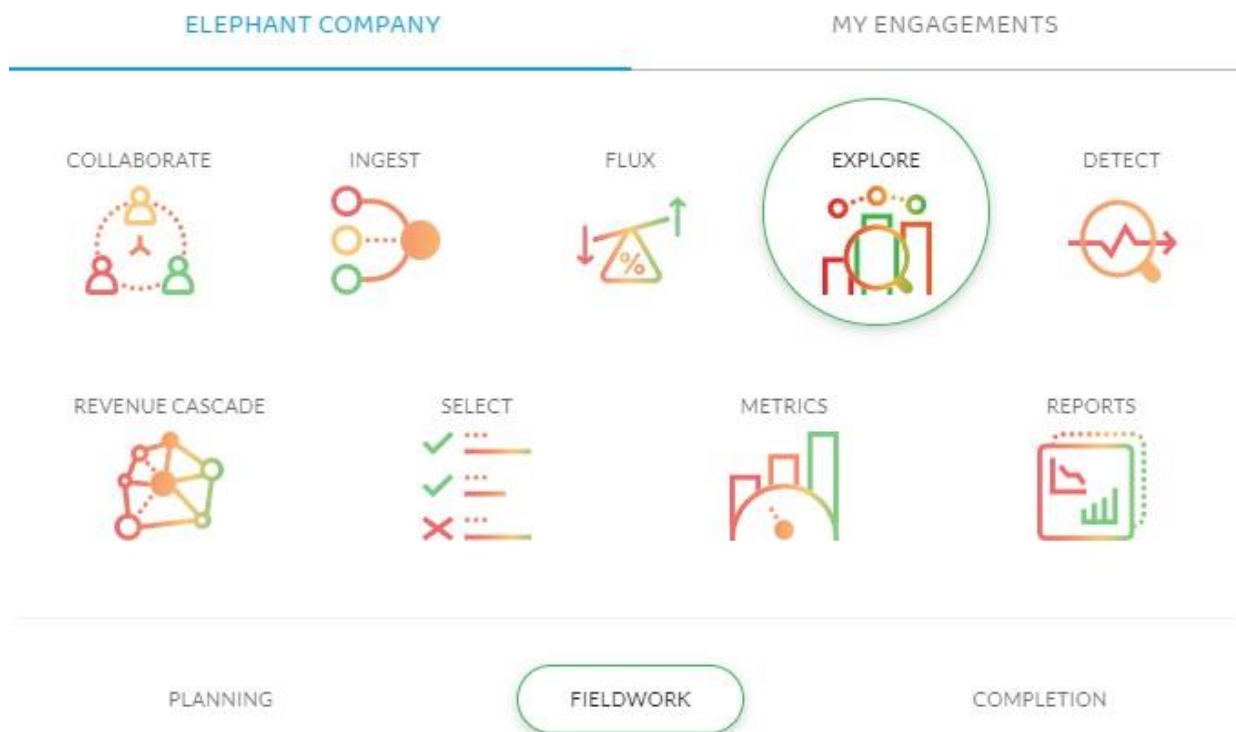 ELEPHANT COMPANY
MY ENGAGEMENTS
COLLABORATE
INGEST
FLUX
EXPLORE
DETECT
%
REVENUE CASCADE
SELECT
METRICS
REPORTS
PLANNING
FIELDWORK
COMPLETION